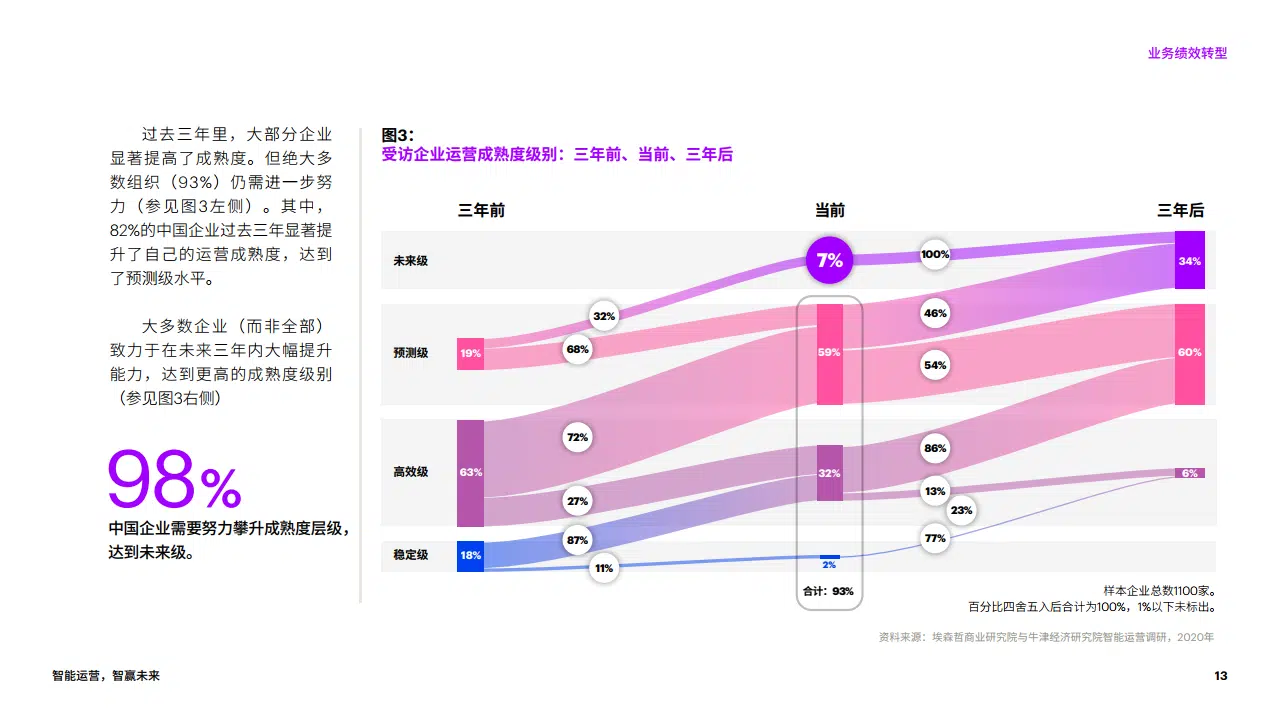 业务绩效转型
过去三年里，大部分企业
显著提高了成熟度。但绝大多
数组织（93%）仍需进一步努
力（参见图3左侧）。其中，
82%的中国企业过去三年显著提
升了自己的运营成熟度，达到
了预测级水平。
大多数企业（而非全部）
致力于在未来三年内大幅提升
能力，达到更高的成熟度级别
（参见图3右侧）
98%
中国企业需要努力攀升成熟度层级，
达到未来级。
图3：
受访企业运营成熟度级别：三年前、当前、三年后
三年前
当前
三年后
未来级
7%
100%
34%
32%
46%
预测级
19%
68%
59%
54%
60%
72%
86%
高效级
63%
32%
6%
27%
13%
23%
87%
77%
稳定级
18%
11%
2%
合计：93%
样本企业总数1100家。
百分比四舍五入后合计为100%，1%以下未标出。
资料来源：埃森哲商业研究院与牛津经济研究院智能运营调研，2020年
智能运营，智赢未来
13